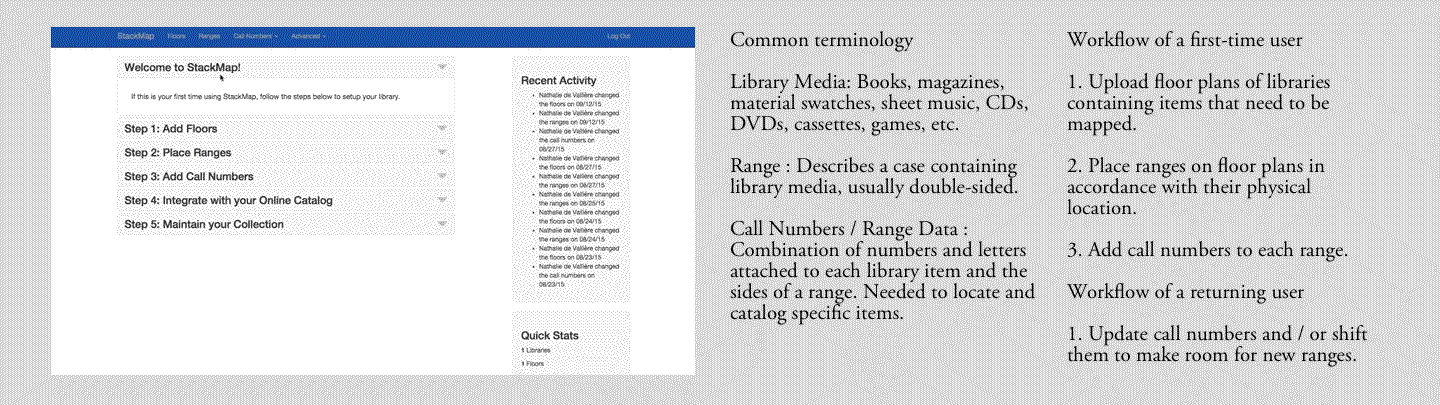 StackMap Floors Ranges Call Numbers Advanced Log Out
Welcome to StackMap!
If this is your first time using StackMap, follow the steps below to setup your library.
Step 1: Add Floors
Step 2: Place Ranges
Step 3: Add Call Numbers
Step 4: Integrate with your Online Catalog
Step 5: Maintain your Collection
Recent Activity
Nathalie de Vallière changed
the floors on 09/12/15
Nathalie de Vallière changed
the ranges on 09/12/15
Nathalie de Vallière changed
the call numbers on
08/27/15
Nathalie de Vallière changed
the floors on 08/27/15
Nathalie de Vallière changed
the ranges on 08/27/15
Nathalie de Vallière changed
the ranges on 08/25/15
Nathalie de Vallière changed
the floors on 08/24/15
Nathalie de Vallière changed
the ranges on 08/24/15
Nathalie de Vallière changed
the floors on 08/23/15
Nathalie de Vallière changed
the call numbers on
08/23/15
Quick Stats
1 Libraries
1 Floors
Common terminology
Library Media: Books, magazines,
material swatches, sheet music, CDs,
DVDs, cassettes, games, etc.
Range : Describes a case containing
library media, usually double-sided.
Call Numbers / Range Data :
Combination of numbers and letters
attached to each library item and the
sides of a range. Needed to locate and
catalog specific items.
Workflow of a first-time user
1. Upload floor plans of libraries
containing items that need to be
mapped.
2. Place ranges on floor plans in
accordance with their physical
location.
3. Add call numbers to each range.
Workflow of a returning user
1. Update call numbers and / or shift
them to make room for new ranges.